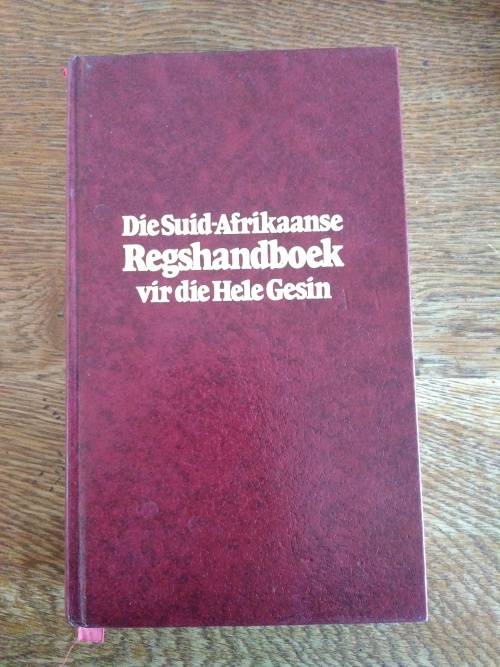 Die Suid-Afrikaanse
Regshandboek
vir die Hele Gesin